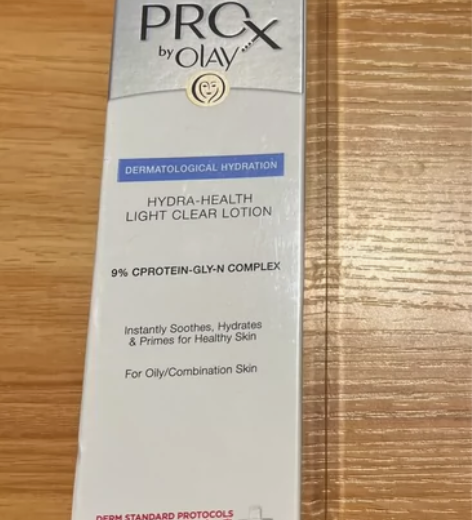 PROX
by OLAY
DERMATOLOGICAL HYDRATION
HYDRA-HEALTH
LIGHT CLEAR LOTION
9% CPROTEIN-GLY-N COMPLEX
Instantly Soothes, Hydrates
& Primes for Healthy Skin
For Oily/Combination Skin
DERM STANDARD PROTOCOLS